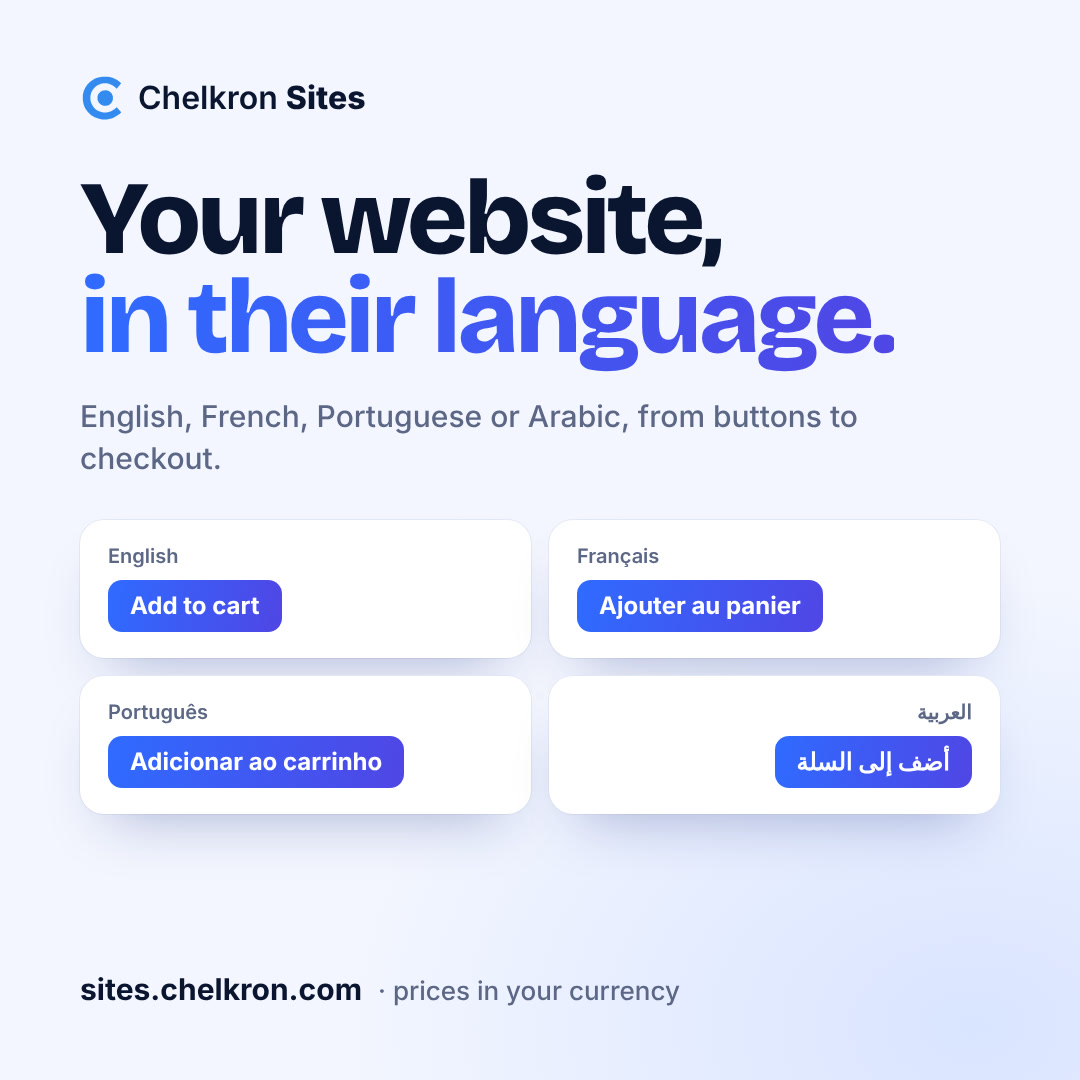 Chelkron Sites
Your website,
in their language.
English, French, Portuguese or Arabic, from buttons to
checkout.
English
Add to cart
Français
Ajouter au panier
Português
Adicionar ao carrinho
العربية
أضف إلى السلة
sites.chelkron.com · prices in your currency